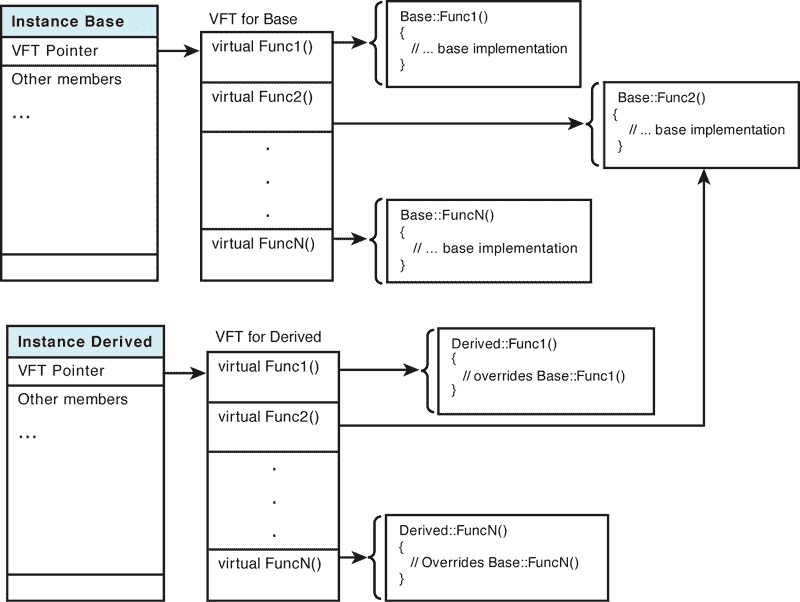 Instance Base
VFT Pointer
Other members
...
VFT for Base
virtual Func1()
virtual Func2()
.
.
.
virtual FuncN()
Base::Func1()
{
// ... base implementation
}
Base::Func2()
{
// ... base implementation
}
Base::FuncN()
{
// ... base implementation
}
Instance Derived
VFT Pointer
Other members
...
VFT for Derived
virtual Func1()
virtual Func2()
.
.
.
virtual FuncN()
Derived::Func1()
{
// overrides Base::Func1()
}
Derived::FuncN()
{
// Overrides Base::FuncN()
}